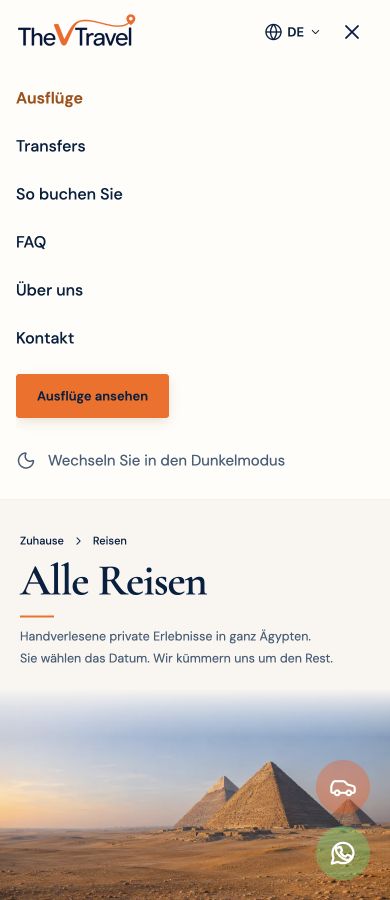 TheVTravel
DE
Ausflüge
Transfers
So buchen Sie
FAQ
Über uns
Kontakt
Ausflüge ansehen
Wechseln Sie in den Dunkelmodus
Zuhause > Reisen
Alle Reisen
Handverlesene private Erlebnisse in ganz Ägypten.
Sie wählen das Datum. Wir kümmern uns um den Rest.